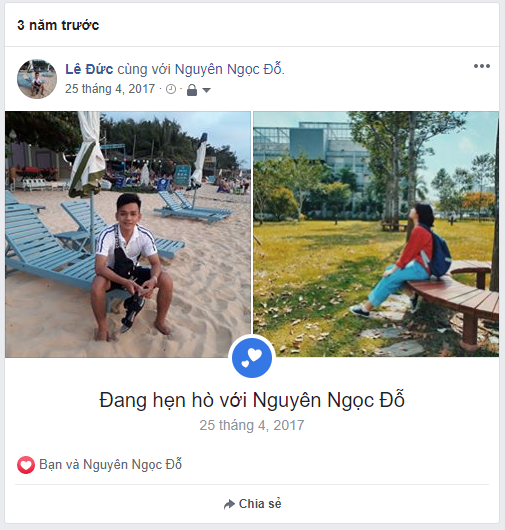 3 năm trước
Lê Đức cùng với Nguyên Ngọc Đỗ.
25 tháng 4, 2017
Đang hẹn hò với Nguyên Ngọc Đỗ
25 tháng 4, 2017
Bạn và Nguyên Ngọc Đỗ
Chia sẻ